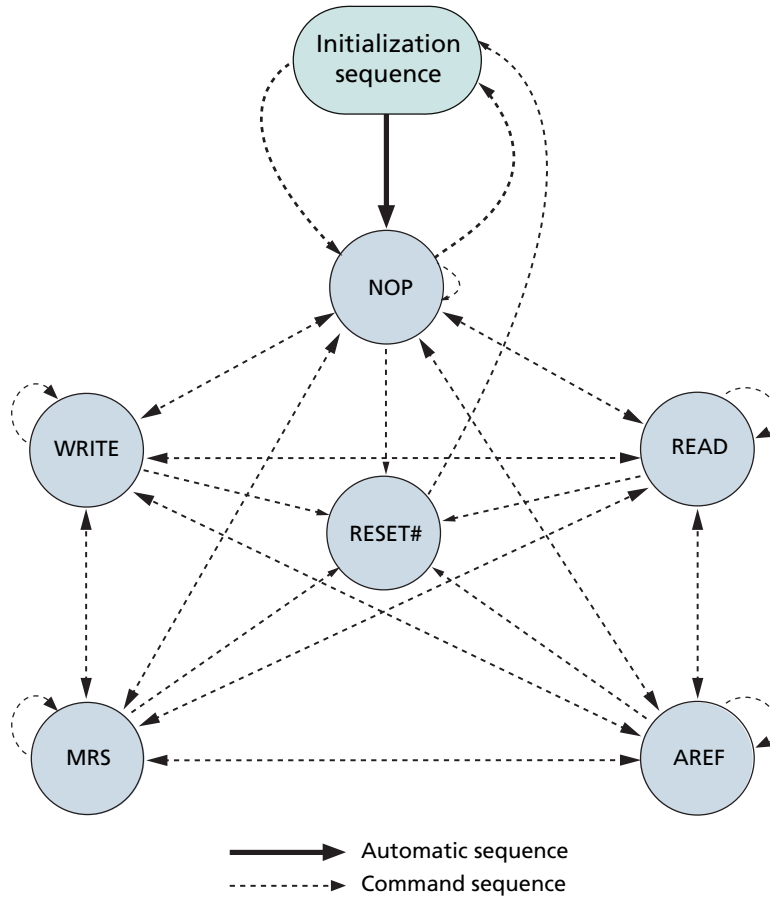 Initialization
sequence
NOP
WRITE
READ
RESET#
MRS
AREF
Automatic sequence
Command sequence